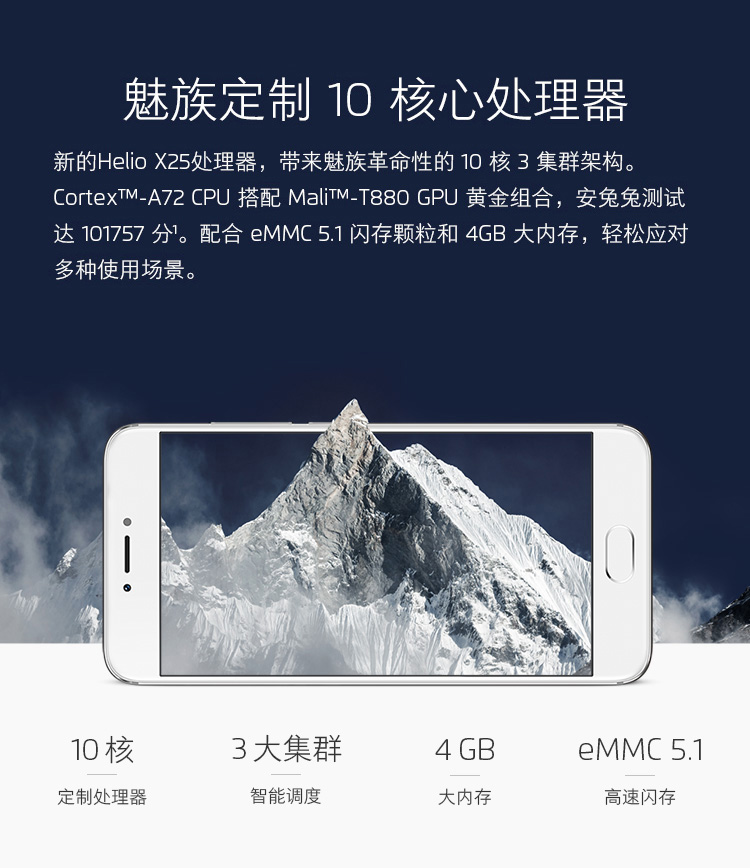 魅族定制 10 核心处理器
新的Helio X25处理器，带来魅族革命性的 10 核 3 集群架构。
Cortex™-A72 CPU 搭配 Mali™-T880 GPU 黄金组合，安兔兔测试
达 101757 分¹。配合 eMMC 5.1 闪存颗粒和 4GB 大内存，轻松应对
多种使用场景。
10 核 3 大集群 4 GB eMMC 5.1
定制处理器 智能调度 大内存 高速闪存